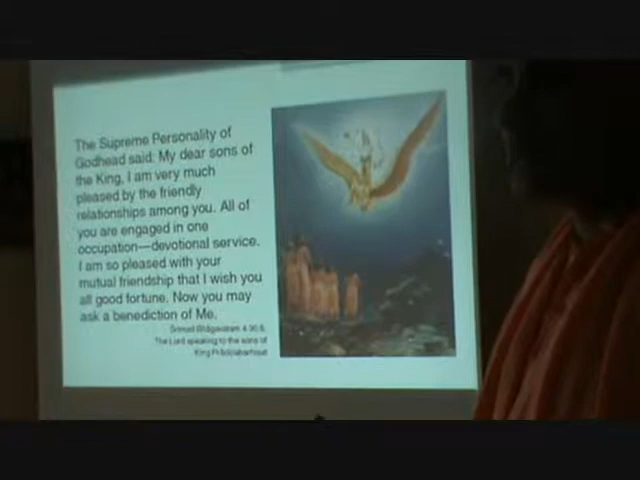 The Supreme Personality of
Godhead said: My dear sons of
the King, I am very much
pleased by the friendly
relationships among you. All of
you are engaged in one
occupation—devotional service.
I am so pleased with your
mutual friendship that I wish you
all good fortune. Now you may
ask a benediction of Me.
Srimad Bhagavatam 4.30.8,
The Lord speaking to the sons of
King